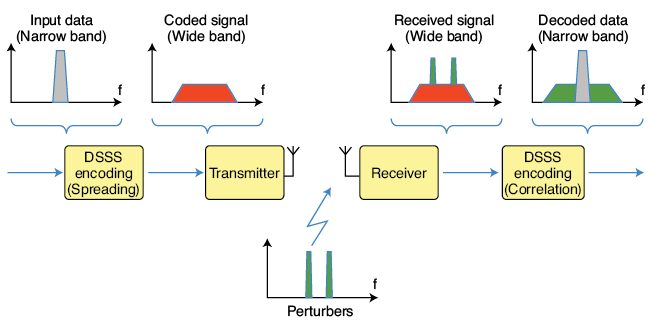 Input data
(Narrow band)
Coded signal
(Wide band)
Received signal
(Wide band)
Decoded data
(Narrow band)
f
f
f
f
DSSS
encoding
(Spreading)
Transmitter
Receiver
DSSS
encoding
(Correlation)
f
Perturbers